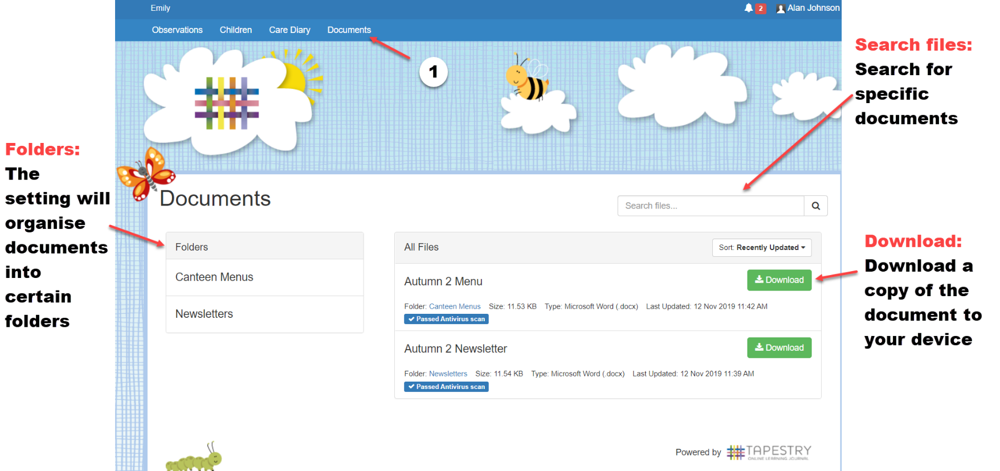 Emily
2
Alan Johnson
Observations
Children
Care Diary
Documents
1
Search files:
Search for
specific
documents
Folders:
The
setting will
organise
documents
into
certain
folders
Documents
Search files...
Folders
Canteen Menus
Newsletters
All Files
Sort: Recently Updated
Autumn 2 Menu
Download
Folder: Canteen Menus Size: 11.53 KB Type: Microsoft Word (.docx) Last Updated: 12 Nov 2019 11:42 AM
Passed Antivirus scan
Autumn 2 Newsletter
Download
Folder: Newsletters Size: 11.54 KB Type: Microsoft Word (.docx) Last Updated: 12 Nov 2019 11:39 AM
Passed Antivirus scan
Download:
Download a
copy of the
document to
your device
Powered by
TAPESTRY
ONLINE LEARNING JOURNAL